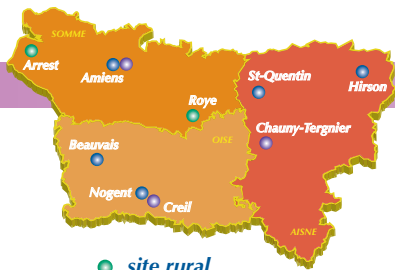 SOMME
Arrest
Amiens
St-Quentin
Hirson
Roye
Chauny-Tergnier
OISE
Beauvais
Nogent
Creil
AISNE
site rural